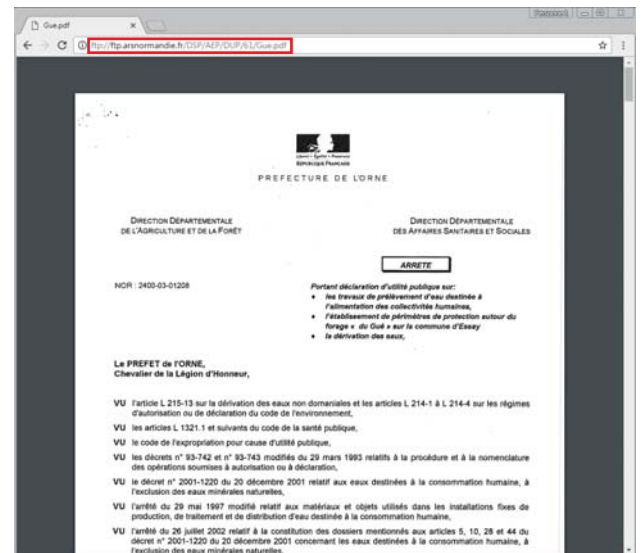 Gue.pdf
ftp://ftp.arsnormandie.fr/DSP/AEP/DUP/61/Gue.pdf
Liberté • Égalité • Fraternité
RÉPUBLIQUE FRANÇAISE
PREFECTURE DE L'ORNE
DIRECTION DÉPARTEMENTALE
DE L'AGRICULTURE ET DE LA FORÊT
DIRECTION DÉPARTEMENTALE
DES AFFAIRES SANITAIRES ET SOCIALES
ARRETE
NOR : 2400-03-01208
Portant déclaration d'utilité publique sur:
• les travaux de prélèvement d'eau destinée à
l'alimentation des collectivités humaines,
• l'établissement de périmètres de protection autour du
forage « du Gué » sur la commune d'Essay
• la dérivation des eaux,
Le PREFET de l'ORNE,
Chevalier de la Légion d'Honneur,
VU l'article L 215-13 sur la dérivation des eaux non domaniales et les articles L 214-1 à L 214-4 sur les régimes
d'autorisation ou de déclaration du code de l'environnement,
VU les articles L 1321.1 et suivants du code de la santé publique,
VU le code de l'expropriation pour cause d'utilité publique,
VU les décrets n° 93-742 et n° 93-743 modifiés du 29 mars 1993 relatifs à la procédure et à la nomenclature
des opérations soumises à autorisation ou à déclaration,
VU le décret n° 2001-1220 du 20 décembre 2001 relatif aux eaux destinées à la consommation humaine, à
l'exclusion des eaux minérales naturelles,
VU l'arrêté du 29 mai 1997 modifié relatif aux matériaux et objets utilisés dans les installations fixes de
production, de traitement et de distribution d'eau destinée à la consommation humaine,
VU l'arrêté du 26 juillet 2002 relatif à la constitution des dossiers mentionnés aux articles 5, 10, 28 et 44 du
décret n° 2001-1220 du 20 décembre 2001 concernant les eaux destinées à la consommation humaine, à
l'exclusion des eaux minérales naturelles.